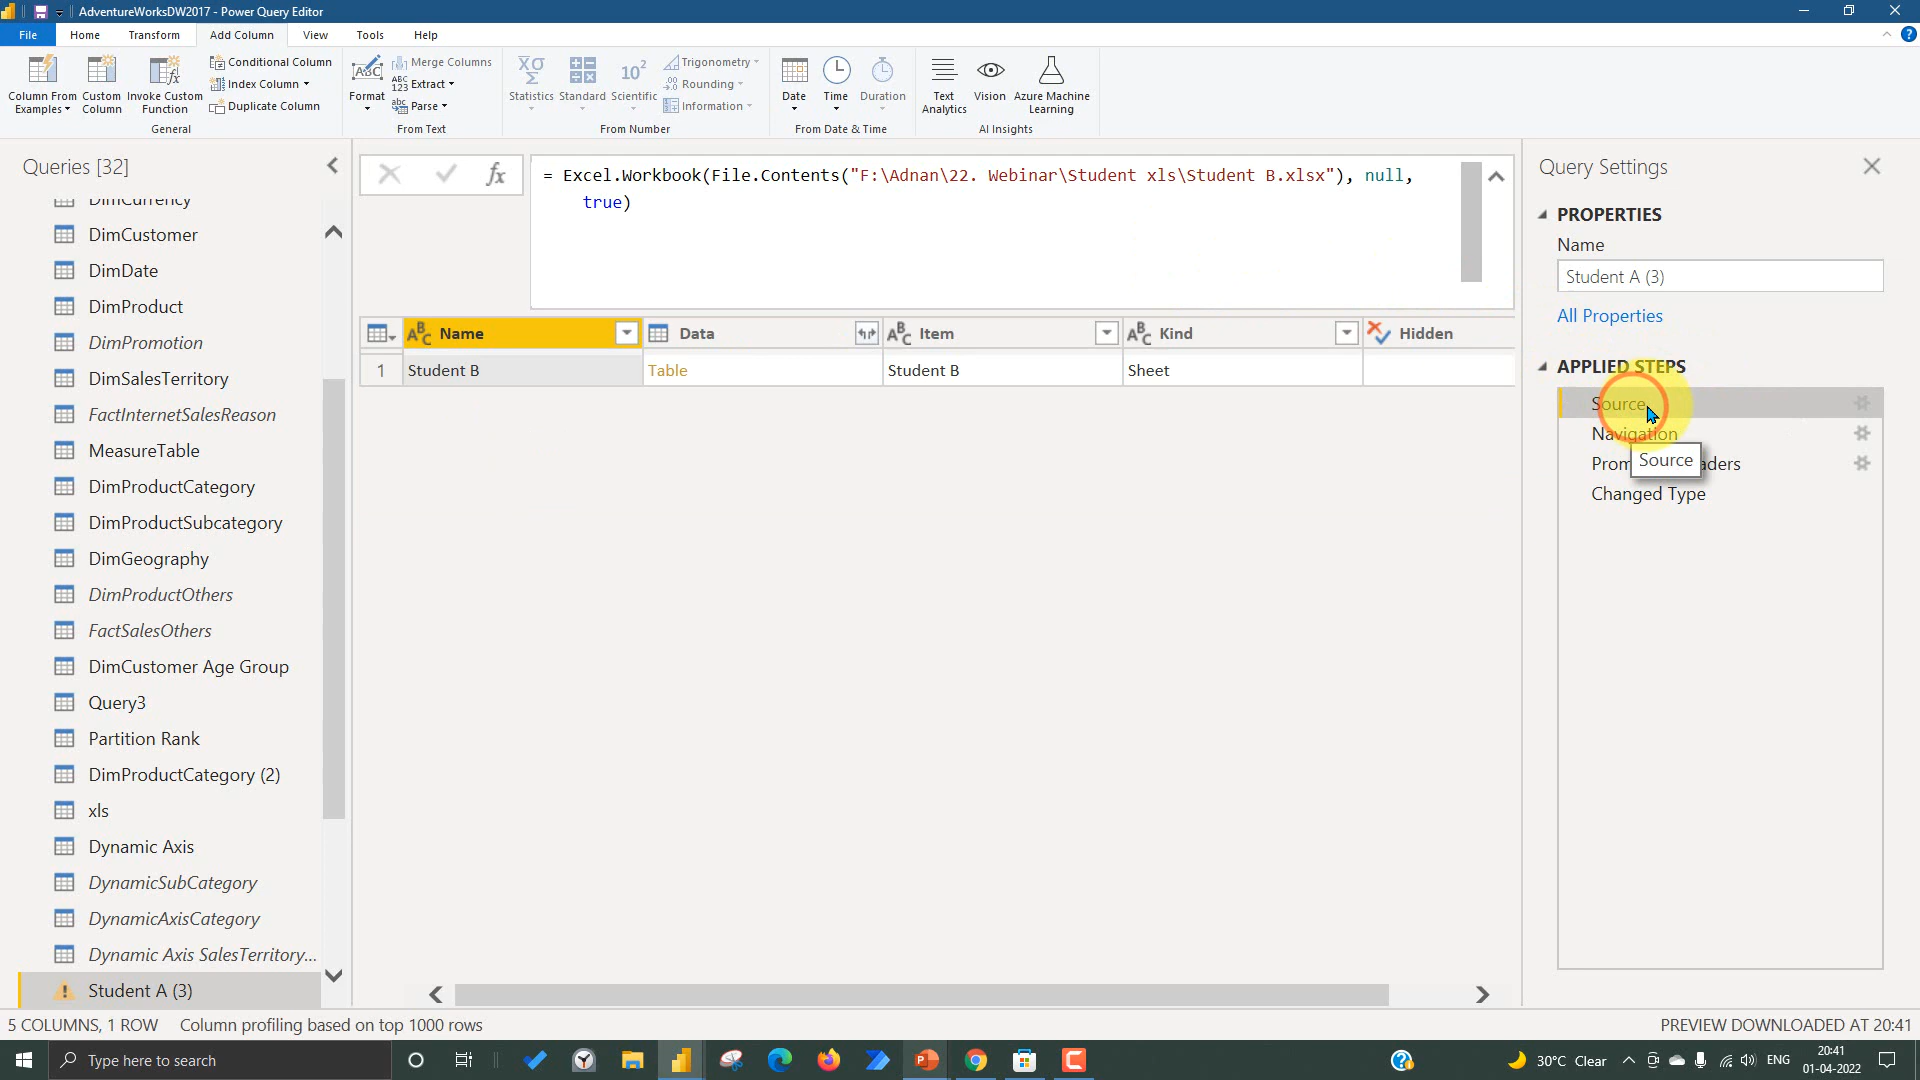 AdventureWorksDW2017 - Power Query Editor
File Home Transform Add Column View Tools Help
Column From Examples
Custom Column
Invoke Custom Function
Conditional Column
Index Column
Duplicate Column
General
Format
Merge Columns
Extract
Parse
From Text
Statistics
Standard
Scientific
Trigonometry
Rounding
Information
From Number
Date
Time
Duration
From Date & Time
Text Analytics
Vision
Azure Machine Learning
AI Insights
Queries [32]
DimCurrency
DimCustomer
DimDate
DimProduct
DimPromotion
DimSalesTerritory
FactInternetSalesReason
MeasureTable
DimProductCategory
DimProductSubcategory
DimGeography
DimProductOthers
FactSalesOthers
DimCustomer Age Group
Query3
Partition Rank
DimProductCategory (2)
xls
Dynamic Axis
DynamicSubCategory
DynamicAxisCategory
Dynamic Axis SalesTerritory...
Student A (3)
fx
= Excel.Workbook(File.Contents("F:\Adnan\22. Webinar\Student xls\Student B.xlsx"), null,
true)
Name Data Item Kind Hidden
1 Student B Table Student B Sheet
Query Settings
PROPERTIES
Name
Student A (3)
All Properties
APPLIED STEPS
Source
Navigation
Source
Changed Type
5 COLUMNS, 1 ROW Column profiling based on top 1000 rows
PREVIEW DOWNLOADED AT 20:41
Type here to search
30°C Clear
ENG
20:41
01-04-2022